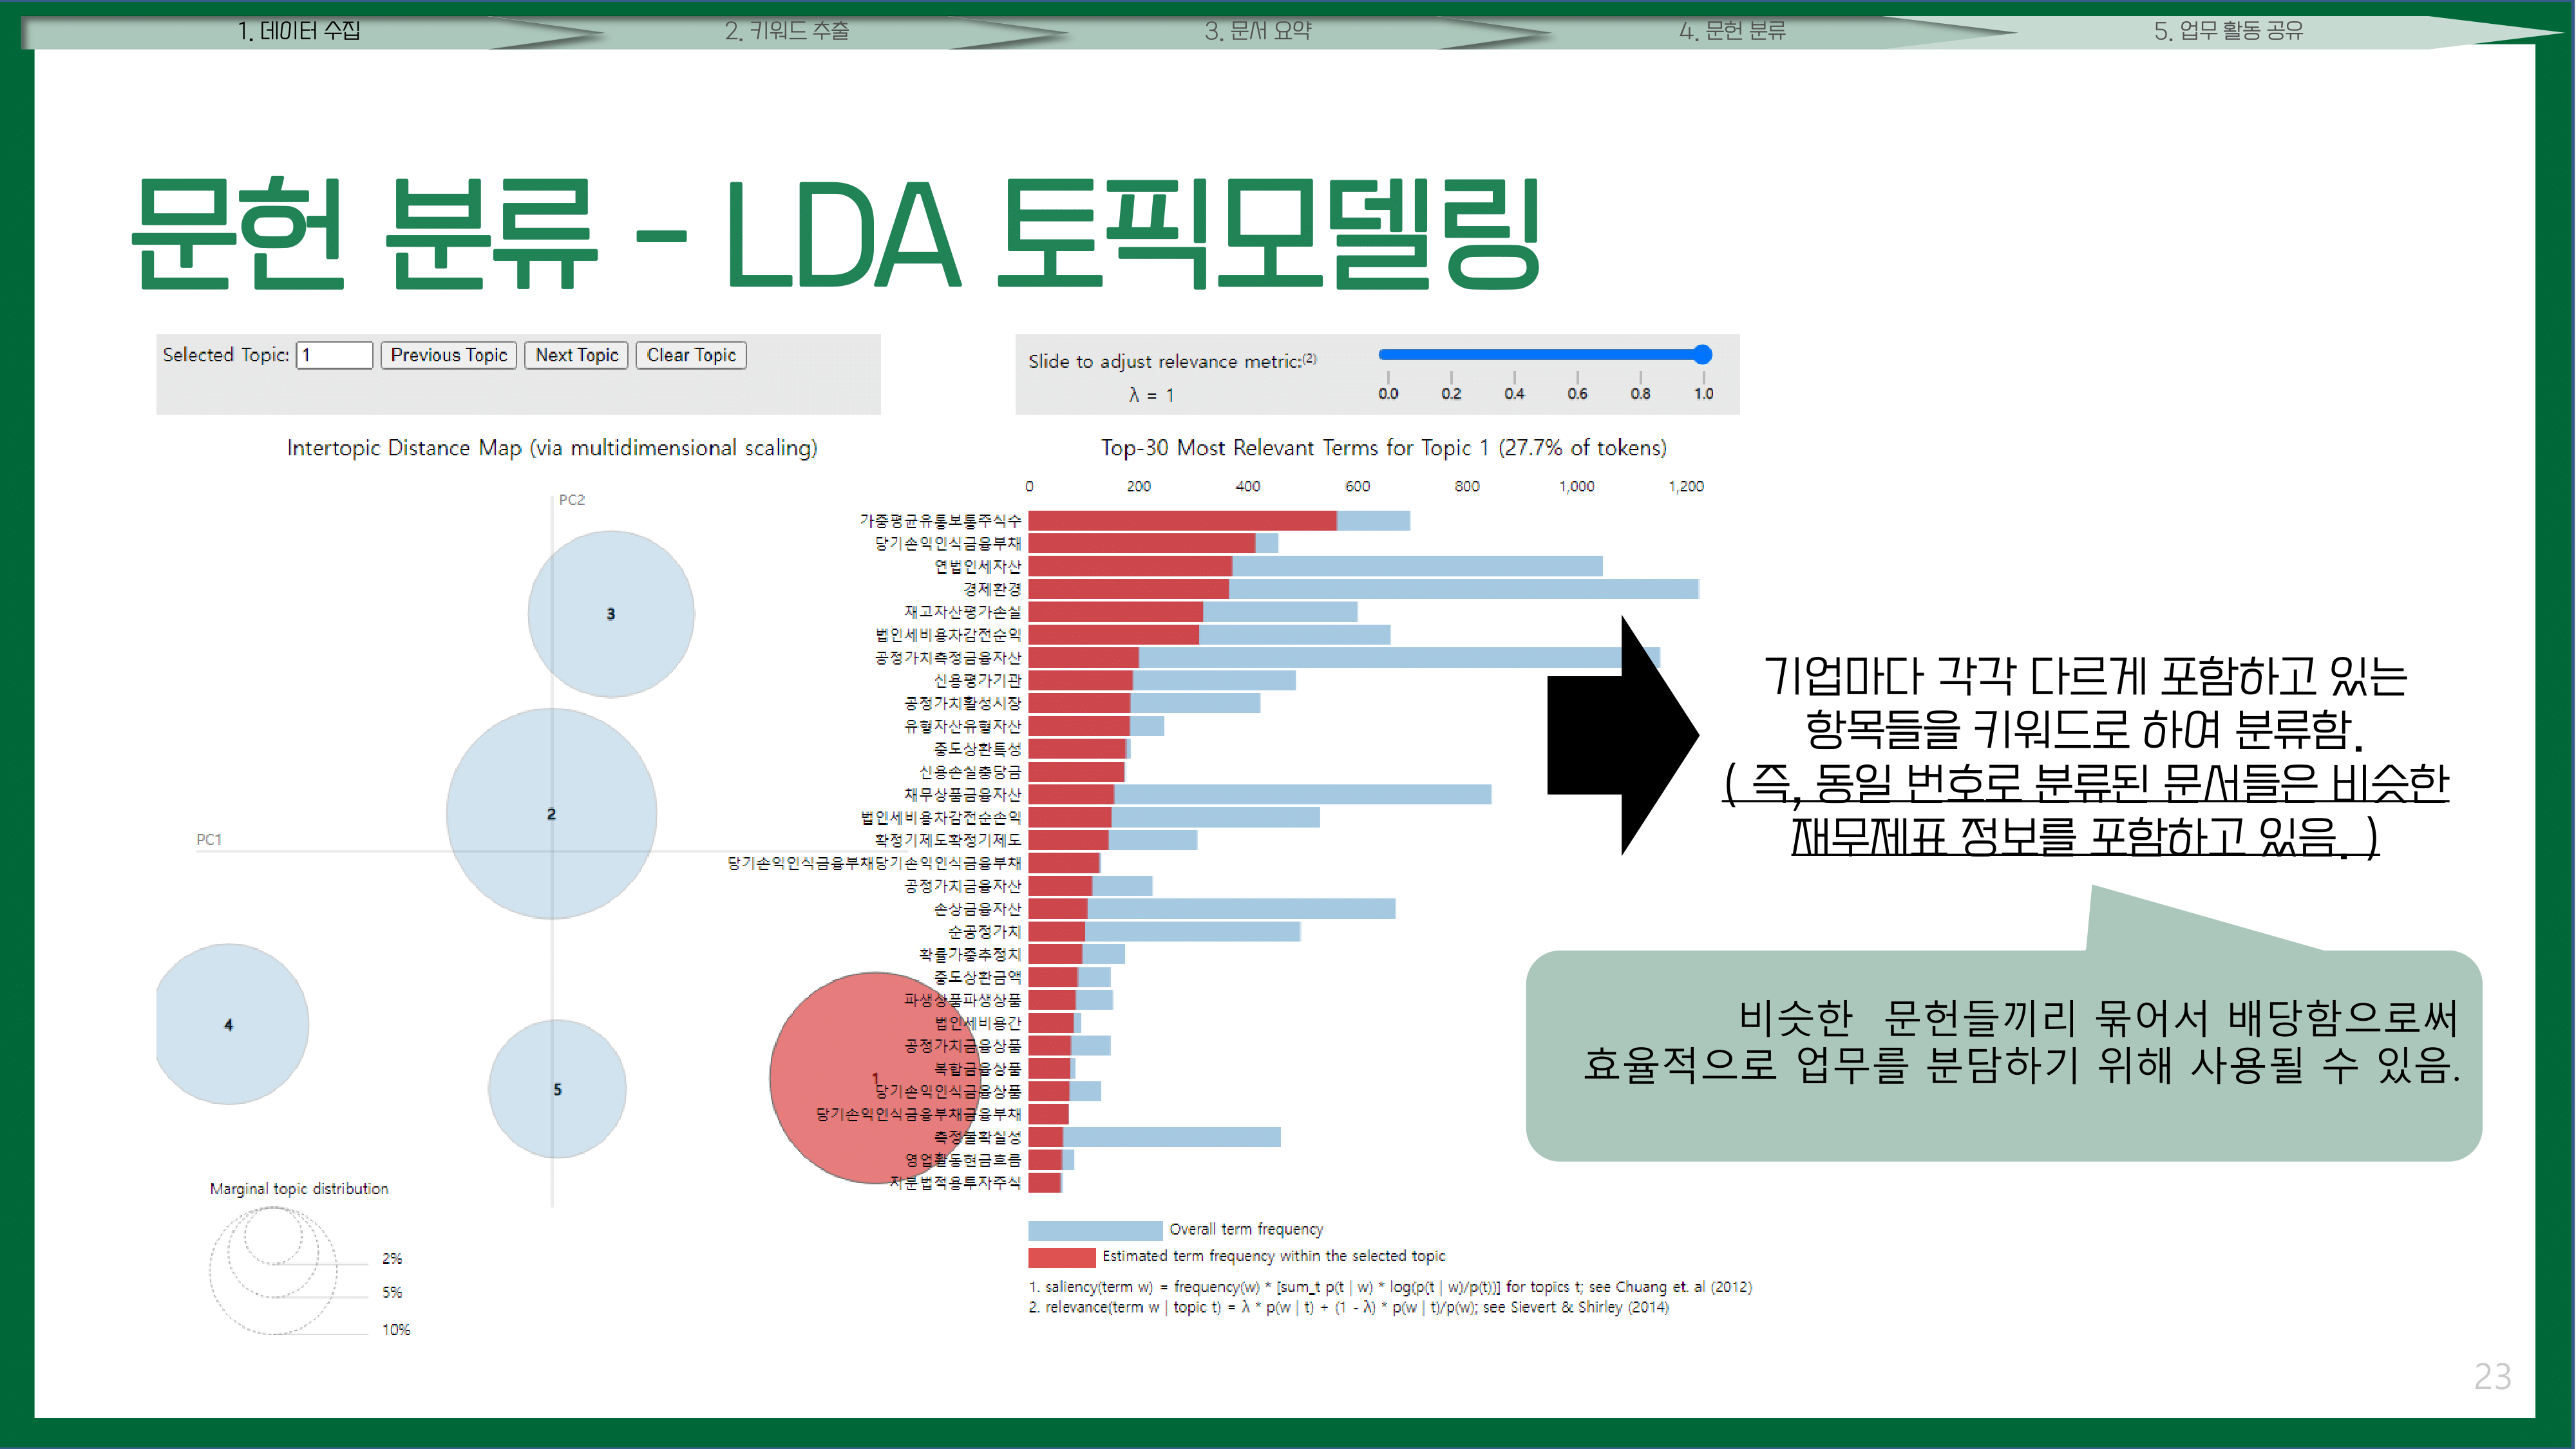 1. 데이터 수집
2. 키워드 추출
3. 문서 요약
4. 문헌 분류
5. 업무 활동 공유
문헌 분류 - LDA 토픽모델링
Selected Topic: 1 Previous Topic Next Topic Clear Topic
Slide to adjust relevance metric:(2)
λ = 1
0.0 0.2 0.4 0.6 0.8 1.0
Intertopic Distance Map (via multidimensional scaling)
PC2
PC1
3
2
4
5
1
Marginal topic distribution
2%
5%
10%
Top-30 Most Relevant Terms for Topic 1 (27.7% of tokens)
0 200 400 600 800 1,000 1,200
가중평균유통보통주식수
당기손익인식금융부채
연법인세자산
경제환경
재고자산평가손실
법인세비용차감전순익
공정가치측정금융자산
신용평가기관
공정가치활성시장
유형자산유형자산
중도상환특성
신용손실충당금
채무상품금융자산
법인세비용차감전순손익
확정기제도확정기제도
당기손익인식금융부채당기손익인식금융부채
공정가치금융자산
손상금융자산
순공정가치
확률가중추정치
중도상환금액
파생상품파생상품
법인세비용간
공정가치금융상품
복합금융상품
당기손익인식금융상품
당기손익인식금융부채금융부채
측정불확실성
영업활동현금흐름
지분법적용투자주식
Overall term frequency
Estimated term frequency within the selected topic
1. saliency(term w) = frequency(w) * [sum_t p(t | w) * log(p(t | w)/p(t))] for topics t; see Chuang et. al (2012)
2. relevance(term w | topic t) = λ * p(w | t) + (1 - λ) * p(w | t)/p(w); see Sievert & Shirley (2014)
기업마다 각각 다르게 포함하고 있는
항목들을 키워드로 하여 분류함.
( 즉, 동일 번호로 분류된 문서들은 비슷한
재무제표 정보를 포함하고 있음. )
비슷한 문헌들끼리 묶어서 배당함으로써
효율적으로 업무를 분담하기 위해 사용될 수 있음.
23